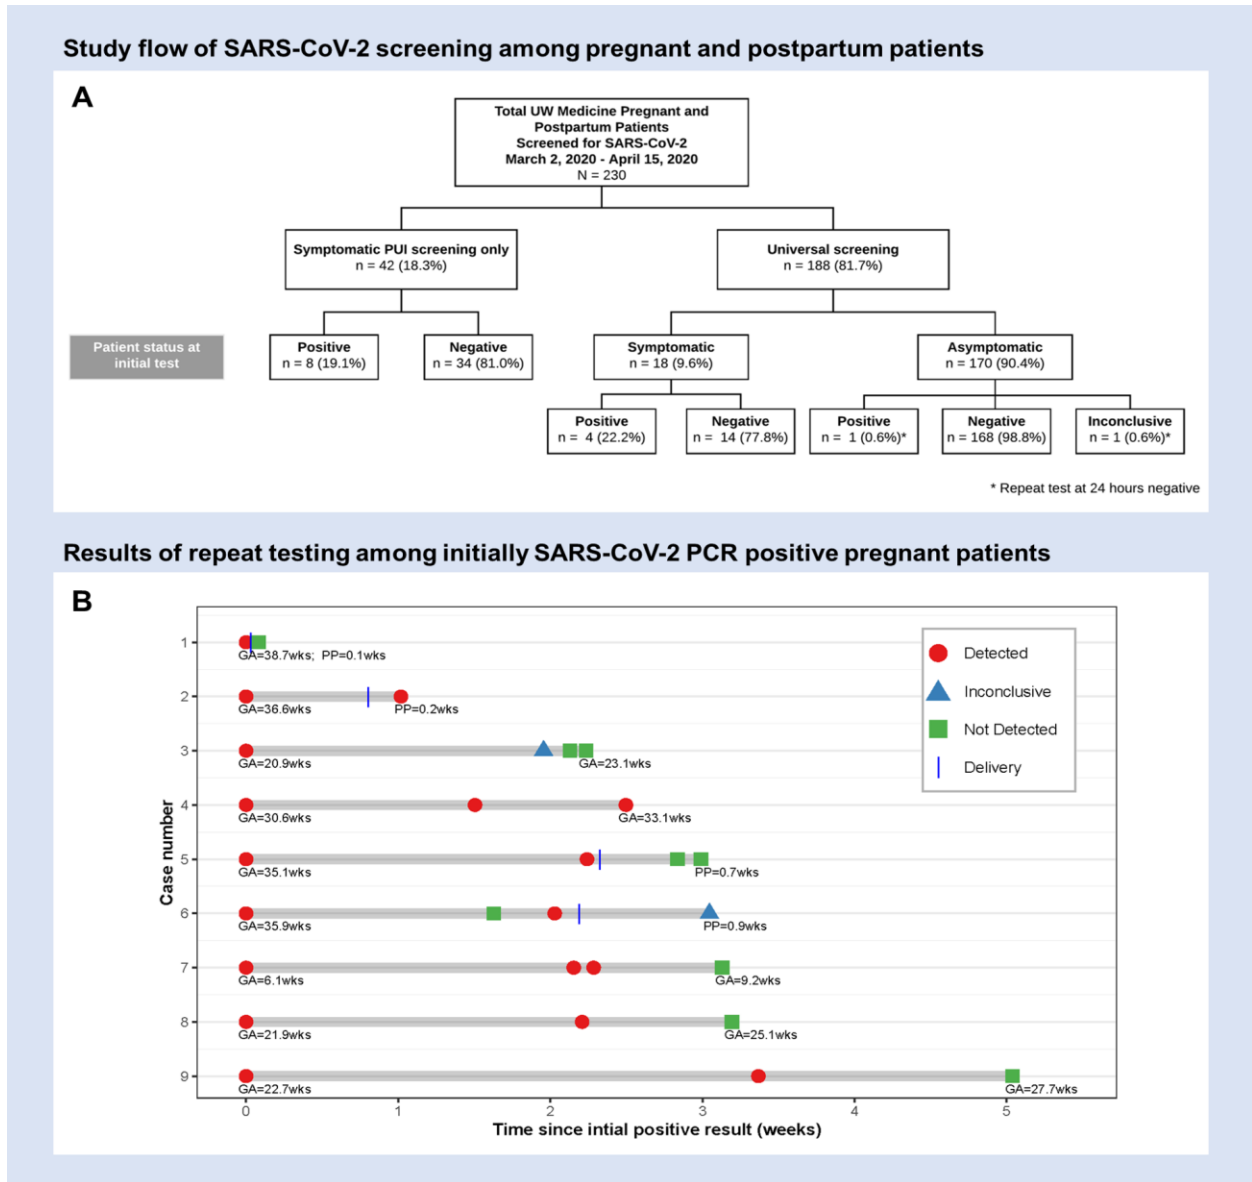 Study flow of SARS-CoV-2 screening among pregnant and postpartum patients
A
Total UW Medicine Pregnant and
Postpartum Patients
Screened for SARS-CoV-2
March 2, 2020 - April 15, 2020
N = 230
Symptomatic PUI screening only
n = 42 (18.3%)
Universal screening
n = 188 (81.7%)
Patient status at
initial test
Positive
n = 8 (19.1%)
Negative
n = 34 (81.0%)
Symptomatic
n = 18 (9.6%)
Asymptomatic
n = 170 (90.4%)
Positive
n = 4 (22.2%)
Negative
n = 14 (77.8%)
Positive
n = 1 (0.6%)*
Negative
n = 168 (98.8%)
Inconclusive
n = 1 (0.6%)*
* Repeat test at 24 hours negative
Results of repeat testing among initially SARS-CoV-2 PCR positive pregnant patients
B
Case number
1
GA=38.7wks; PP=0.1wks
2
GA=36.6wks
PP=0.2wks
3
GA=20.9wks
GA=23.1wks
4
GA=30.6wks
GA=33.1wks
5
GA=35.1wks
PP=0.7wks
6
GA=35.9wks
PP=0.9wks
7
GA=6.1wks
GA=9.2wks
8
GA=21.9wks
GA=25.1wks
9
GA=22.7wks
GA=27.7wks
Detected
Inconclusive
Not Detected
Delivery
0
1
2
3
4
5
Time since intial positive result (weeks)